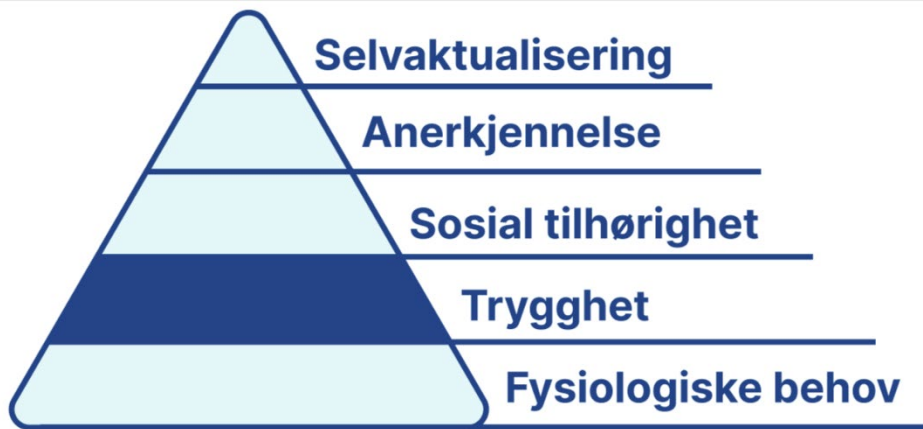 Selvaktualisering
Anerkjennelse
Sosial tilhørighet
Trygghet
Fysiologiske behov